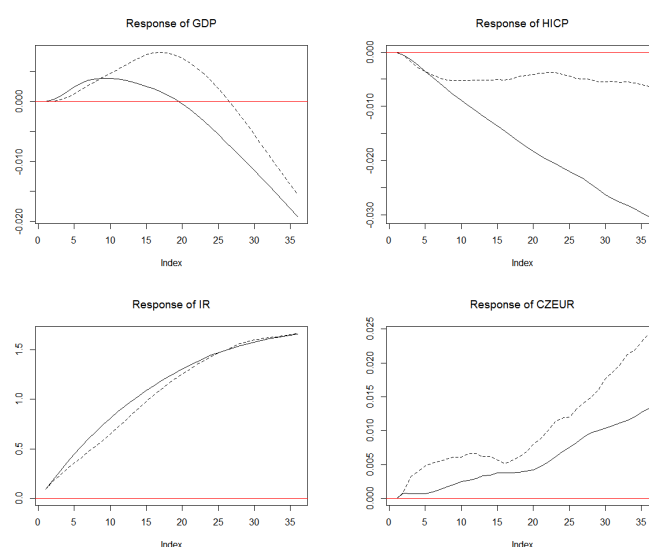 Response of GDP
0.000
-0.010
-0.020
0 5 10 15 20 25 30 35
Index
Response of HICP
0.000
-0.010
-0.020
-0.030
0 5 10 15 20 25 30 35
Index
Response of IR
1.5
1.0
0.5
0.0
0 5 10 15 20 25 30 35
Index
Response of CZEUR
0.025
0.020
0.015
0.010
0.005
0.000
0 5 10 15 20 25 30 35
Index